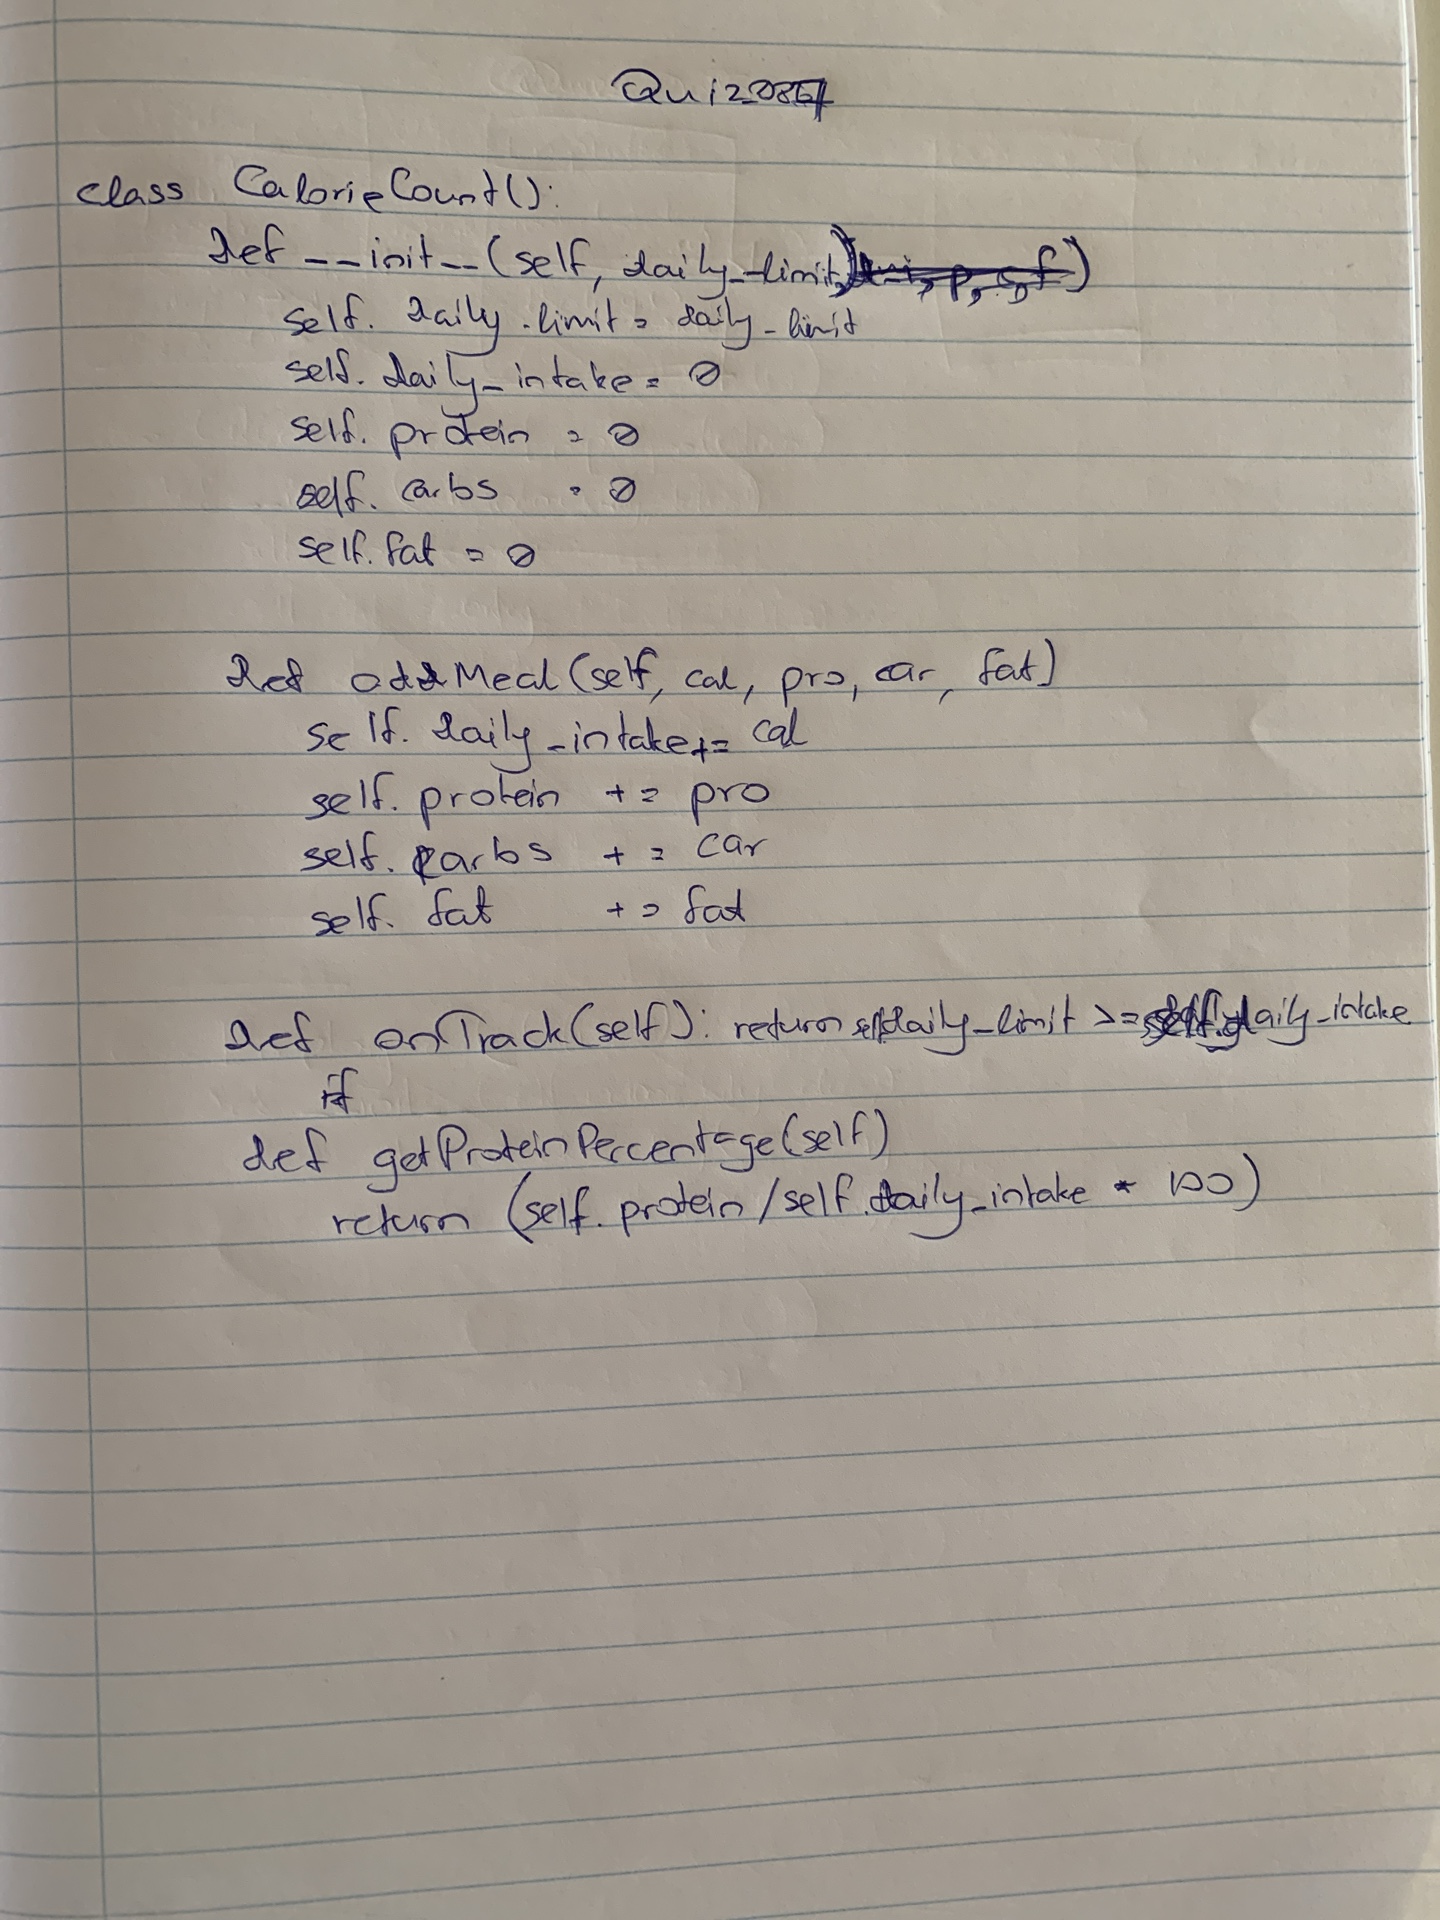 Quiz 087
class CalorieCount():
def __init__(self, daily_limit)
self.daily_limit = daily_limit
self.daily_intake = 0
self.protein = 0
self.carbs = 0
self.fat = 0
def addMeal(self, cal, pro, car, fat)
self.daily_intake += cal
self.protein += pro
self.carbs += car
self.fat += fat
def onTrack(self): return self.daily_limit >= self.daily_intake
if
def getProteinPercentage(self)
return (self.protein / self.daily_intake * 100)